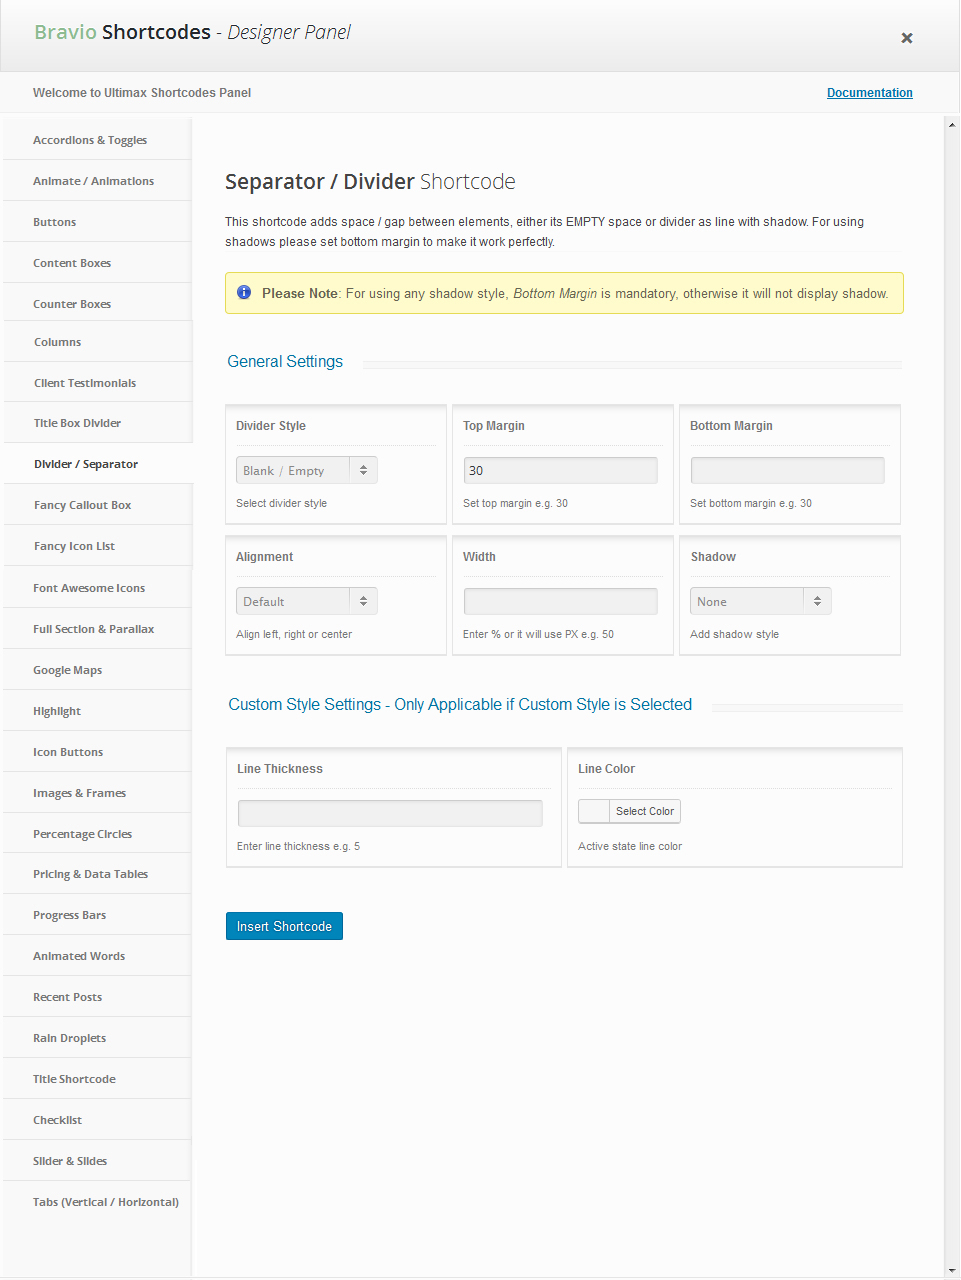 Bravio Shortcodes - Designer Panel
Welcome to Ultimax Shortcodes Panel
Documentation
Accordions & Toggles
Animate / Animations
Buttons
Content Boxes
Counter Boxes
Columns
Client Testimonials
Title Box Divider
Divider / Separator
Fancy Callout Box
Fancy Icon List
Font Awesome Icons
Full Section & Parallax
Google Maps
Highlight
Icon Buttons
Images & Frames
Percentage Circles
Pricing & Data Tables
Progress Bars
Animated Words
Recent Posts
Rain Droplets
Title Shortcode
Checklist
Slider & Slides
Tabs (Vertical / Horizontal)
Separator / Divider Shortcode
This shortcode adds space / gap between elements, either its EMPTY space or divider as line with shadow. For using
shadows please set bottom margin to make it work perfectly.
Please Note: For using any shadow style, Bottom Margin is mandatory, otherwise it will not display shadow.
General Settings
Divider Style
Blank / Empty
Select divider style
Top Margin
30
Set top margin e.g. 30
Bottom Margin
Set bottom margin e.g. 30
Alignment
Default
Align left, right or center
Width
Enter % or it will use PX e.g. 50
Shadow
None
Add shadow style
Custom Style Settings - Only Applicable if Custom Style is Selected
Line Thickness
Enter line thickness e.g. 5
Line Color
Select Color
Active state line color
Insert Shortcode